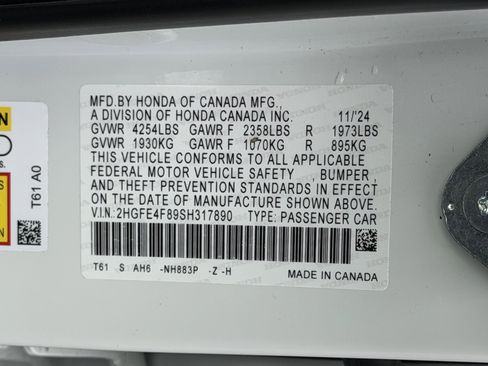 MFD.BY HONDA OF CANADA MFG.,
A DIVISION OF HONDA CANADA INC. 11/'24
GVWR 4254LBS GAWR F 2358LBS R 1973LBS
GVWR 1930KG GAWR F 1070KG R 895KG
THIS VEHICLE CONFORMS TO ALL APPLICABLE
FEDERAL MOTOR VEHICLE SAFETY BUMPER,
AND THEFT PREVENTION STANDARDS IN EFFECT
ON THE DATE OF MANUFACTURE SHOWN ABOVE.
V.I.N: 2HGFE4F89SH317890 TYPE: PASSENGER CAR
T61 S AH6 -NH883P -Z -H
MADE IN CANADA
T61 A0